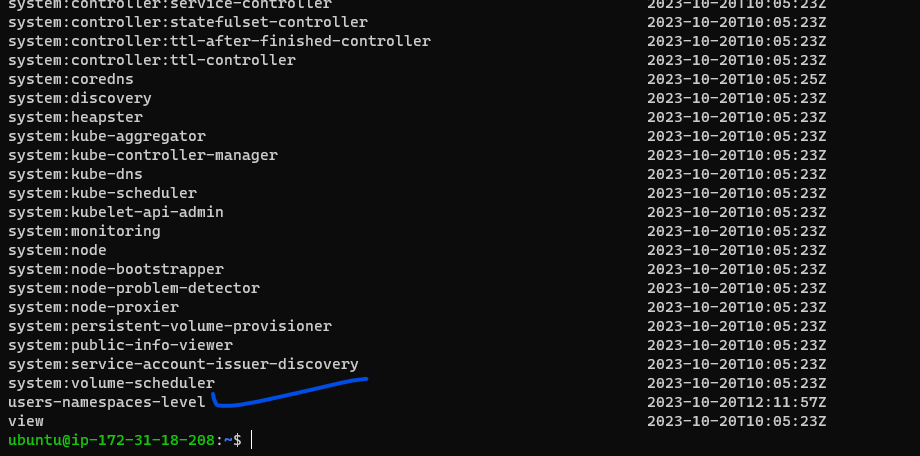 system:controller:service-controller 2023-10-20T10:05:23Z
system:controller:statefulset-controller 2023-10-20T10:05:23Z
system:controller:ttl-after-finished-controller 2023-10-20T10:05:23Z
system:controller:ttl-controller 2023-10-20T10:05:23Z
system:coredns 2023-10-20T10:05:25Z
system:discovery 2023-10-20T10:05:23Z
system:heapster 2023-10-20T10:05:23Z
system:kube-aggregator 2023-10-20T10:05:23Z
system:kube-controller-manager 2023-10-20T10:05:23Z
system:kube-dns 2023-10-20T10:05:23Z
system:kube-scheduler 2023-10-20T10:05:23Z
system:kubelet-api-admin 2023-10-20T10:05:23Z
system:monitoring 2023-10-20T10:05:23Z
system:node 2023-10-20T10:05:23Z
system:node-bootstrapper 2023-10-20T10:05:23Z
system:node-problem-detector 2023-10-20T10:05:23Z
system:node-proxier 2023-10-20T10:05:23Z
system:persistent-volume-provisioner 2023-10-20T10:05:23Z
system:public-info-viewer 2023-10-20T10:05:23Z
system:service-account-issuer-discovery 2023-10-20T10:05:23Z
system:volume-scheduler 2023-10-20T10:05:23Z
users-namespaces-level 2023-10-20T12:11:57Z
view 2023-10-20T10:05:23Z
ubuntu@ip-172-31-18-208:~$